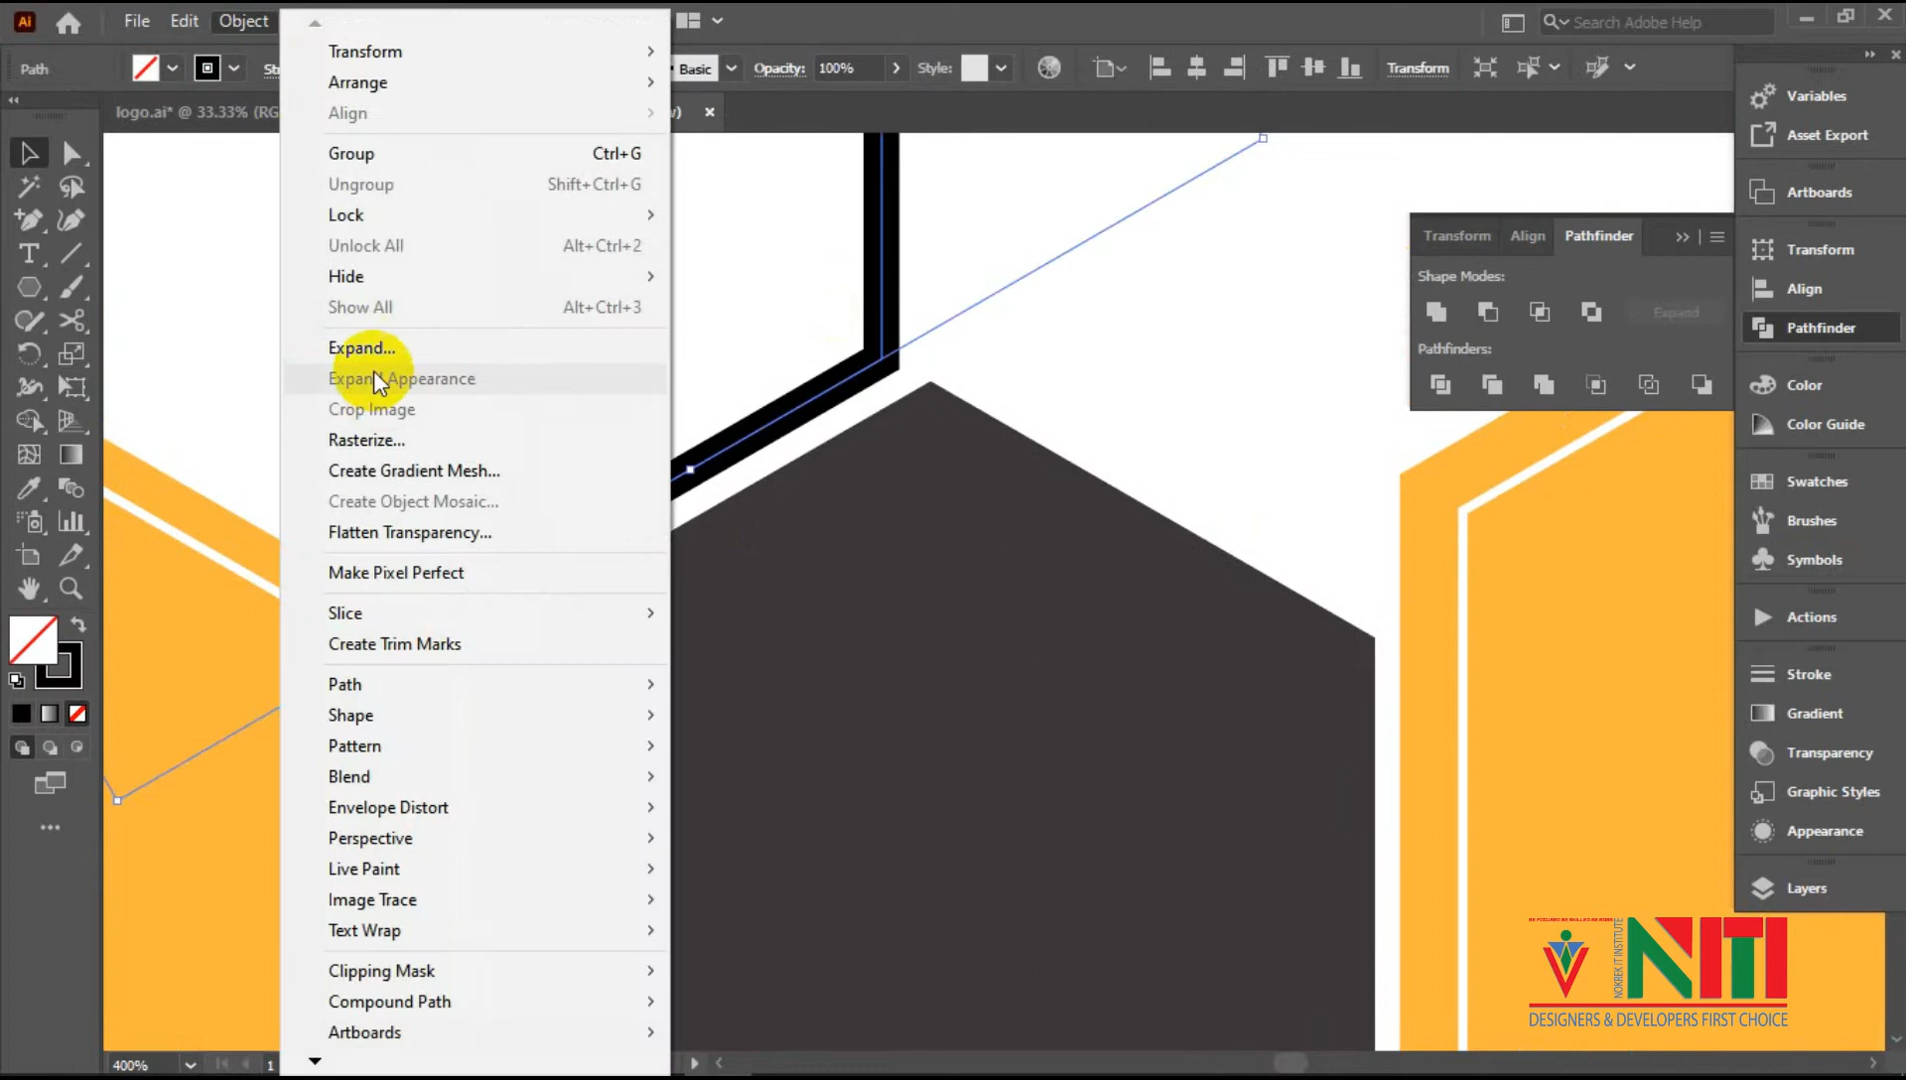 Ai File Edit Object Search Adobe Help
Path Basic Opacity: 100% Style: Transform
logo.ai* @ 33.33% (RG
Transform
Arrange
Align
Group Ctrl+G
Ungroup Shift+Ctrl+G
Lock
Unlock All Alt+Ctrl+2
Hide
Show All Alt+Ctrl+3
Expand...
Expand Appearance
Crop Image
Rasterize...
Create Gradient Mesh...
Create Object Mosaic...
Flatten Transparency...
Make Pixel Perfect
Slice
Create Trim Marks
Path
Shape
Pattern
Blend
Envelope Distort
Perspective
Live Paint
Image Trace
Text Wrap
Clipping Mask
Compound Path
Artboards
Transform Align Pathfinder
Shape Modes:
Expand
Pathfinders:
Variables
Asset Export
Artboards
Transform
Align
Pathfinder
Color
Color Guide
Swatches
Brushes
Symbols
Actions
Stroke
Gradient
Transparency
Graphic Styles
Appearance
Layers
NOKREK IT INSTITUTE
NITI
DESIGNERS & DEVELOPERS FIRST CHOICE
400% 1